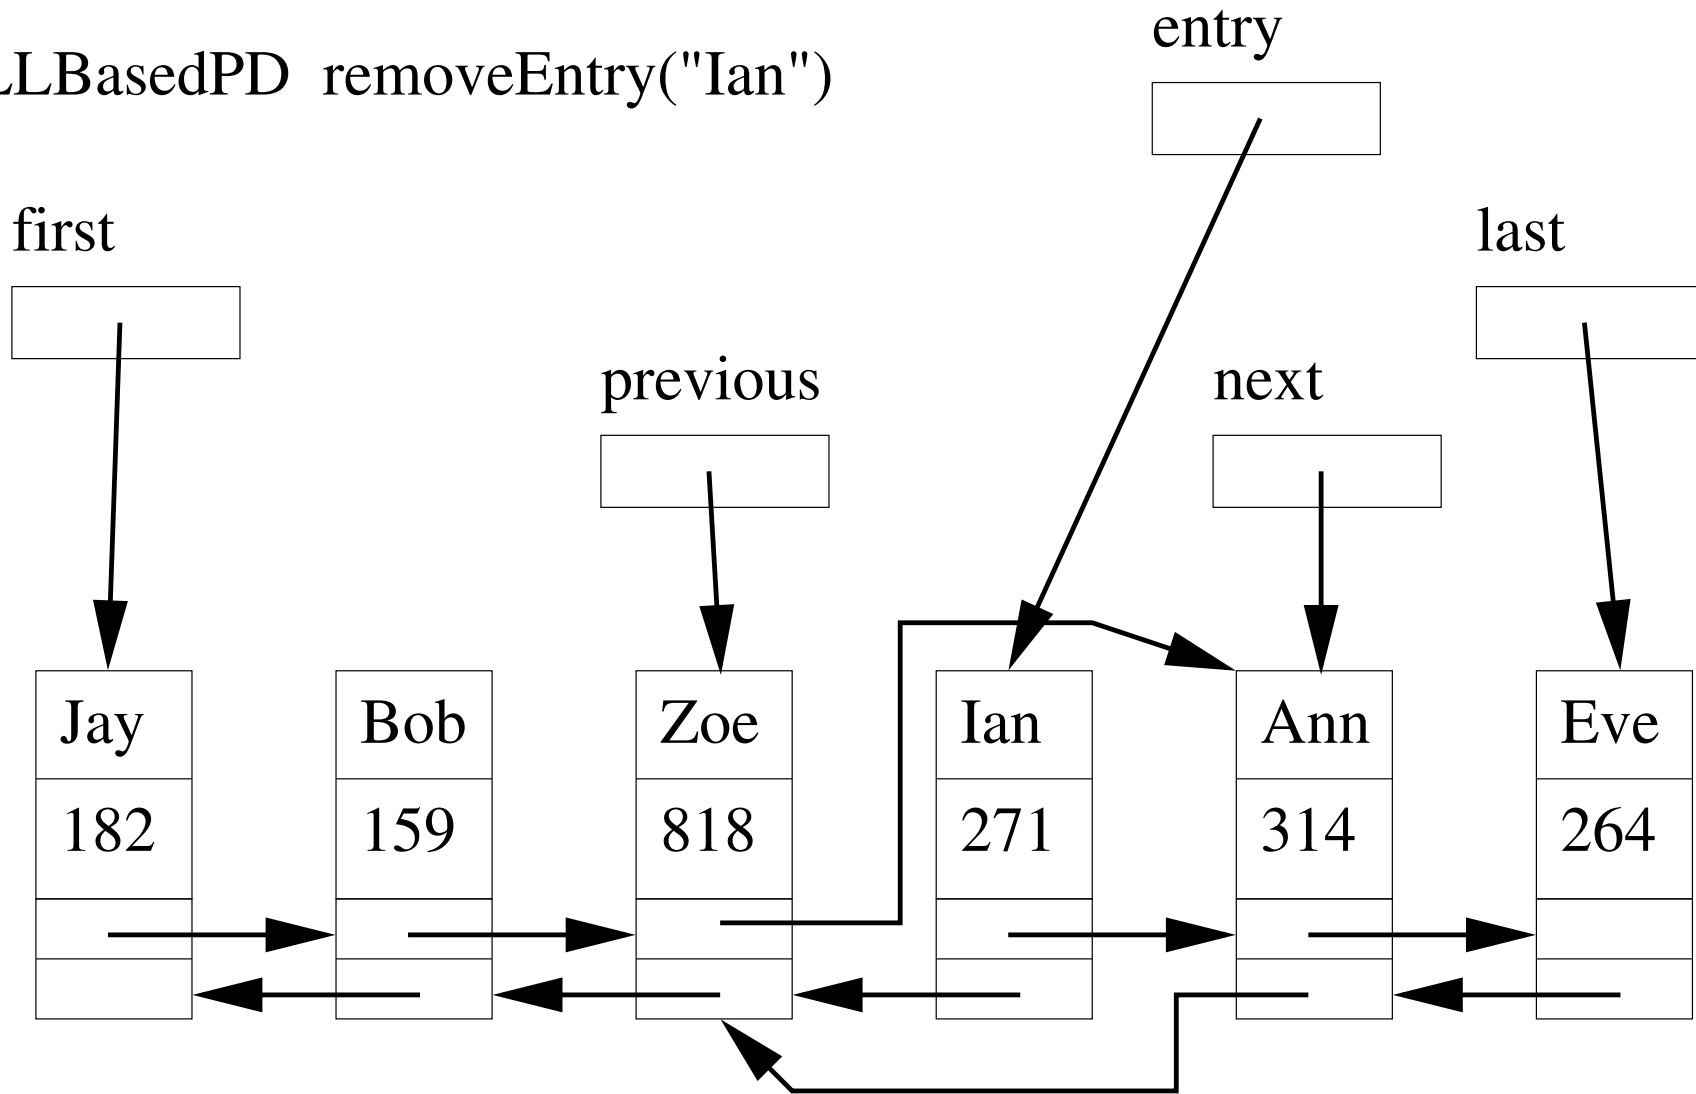 LLBasedPD removeEntry("Ian")
entry
first
last
previous
next
Jay
Bob
Zoe
Ian
Ann
Eve
182
159
818
271
314
264